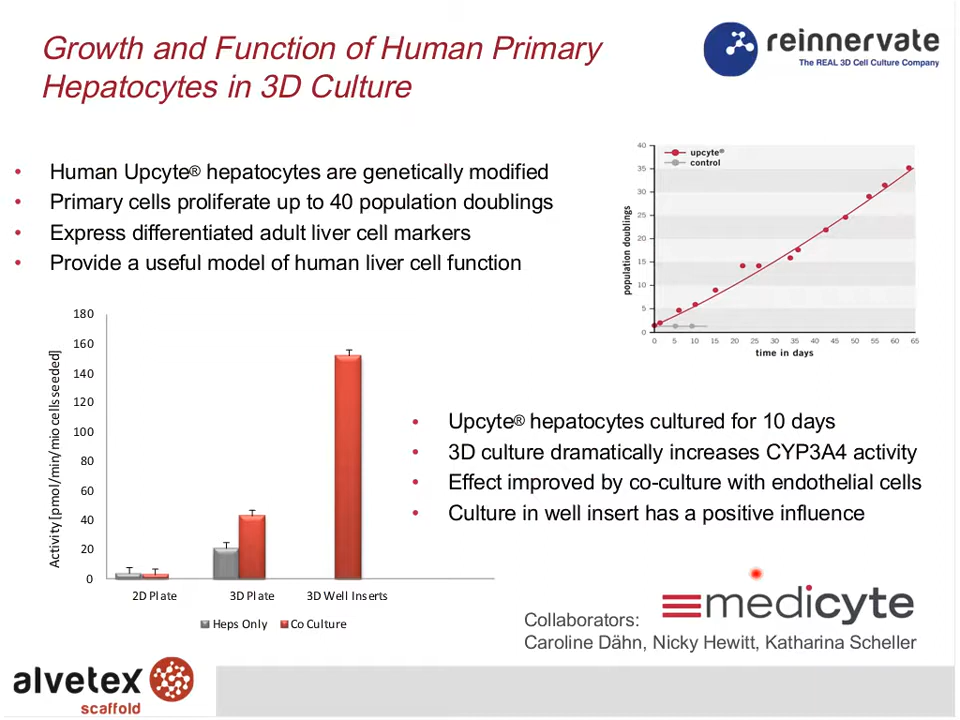 Growth and Function of Human Primary
Hepatocytes in 3D Culture
reinnervate
The REAL 3D Cell Culture Company
• Human Upcyte® hepatocytes are genetically modified
• Primary cells proliferate up to 40 population doublings
• Express differentiated adult liver cell markers
• Provide a useful model of human liver cell function
upcyte®
control
population doublings
40
35
30
25
20
15
10
5
0
0 5 10 15 20 25 30 35 40 45 50 55 60 65
time in days
Activity [pmol/min/mio cells seeded]
180
160
140
120
100
80
60
40
20
0
2D Plate 3D Plate 3D Well Inserts
Heps Only Co Culture
• Upcyte® hepatocytes cultured for 10 days
• 3D culture dramatically increases CYP3A4 activity
• Effect improved by co-culture with endothelial cells
• Culture in well insert has a positive influence
medicyte
Collaborators:
Caroline Dähn, Nicky Hewitt, Katharina Scheller
alvetex
scaffold